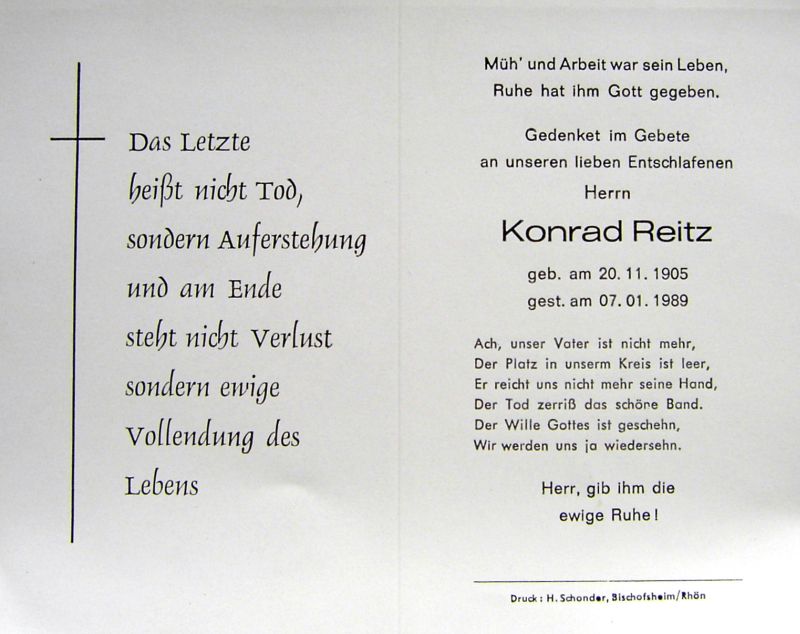 Das Letzte
heißt nicht Tod,
sondern Auferstehung
und am Ende
steht nicht Verlust
sondern ewige
Vollendung des
Lebens
Müh' und Arbeit war sein Leben,
Ruhe hat ihm Gott gegeben.
Gedenket im Gebete
an unseren lieben Entschlafenen
Herrn
Konrad Reitz
geb. am 20. 11. 1905
gest. am 07. 01. 1989
Ach, unser Vater ist nicht mehr,
Der Platz in unserm Kreis ist leer,
Er reicht uns nicht mehr seine Hand,
Der Tod zerriß das schöne Band.
Der Wille Gottes ist geschehn,
Wir werden uns ja wiedersehn.
Herr, gib ihm die
ewige Ruhe!
Druck: H. Schonder, Bischofsheim/Rhön